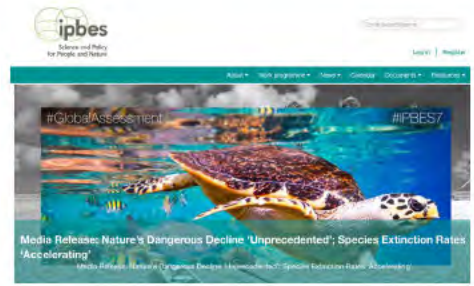 ipbes
Science and Policy
for People and Nature
Log in | Register
About
Work programme
News
Calendar
Documents
Resources
#GlobalAssessment
#IPBES7
Media Release: Nature's Dangerous Decline 'Unprecedented'; Species Extinction Rates
'Accelerating'
Media Release: Nature's Dangerous Decline 'Unprecedented'; Species Extinction Rates 'Accelerating'